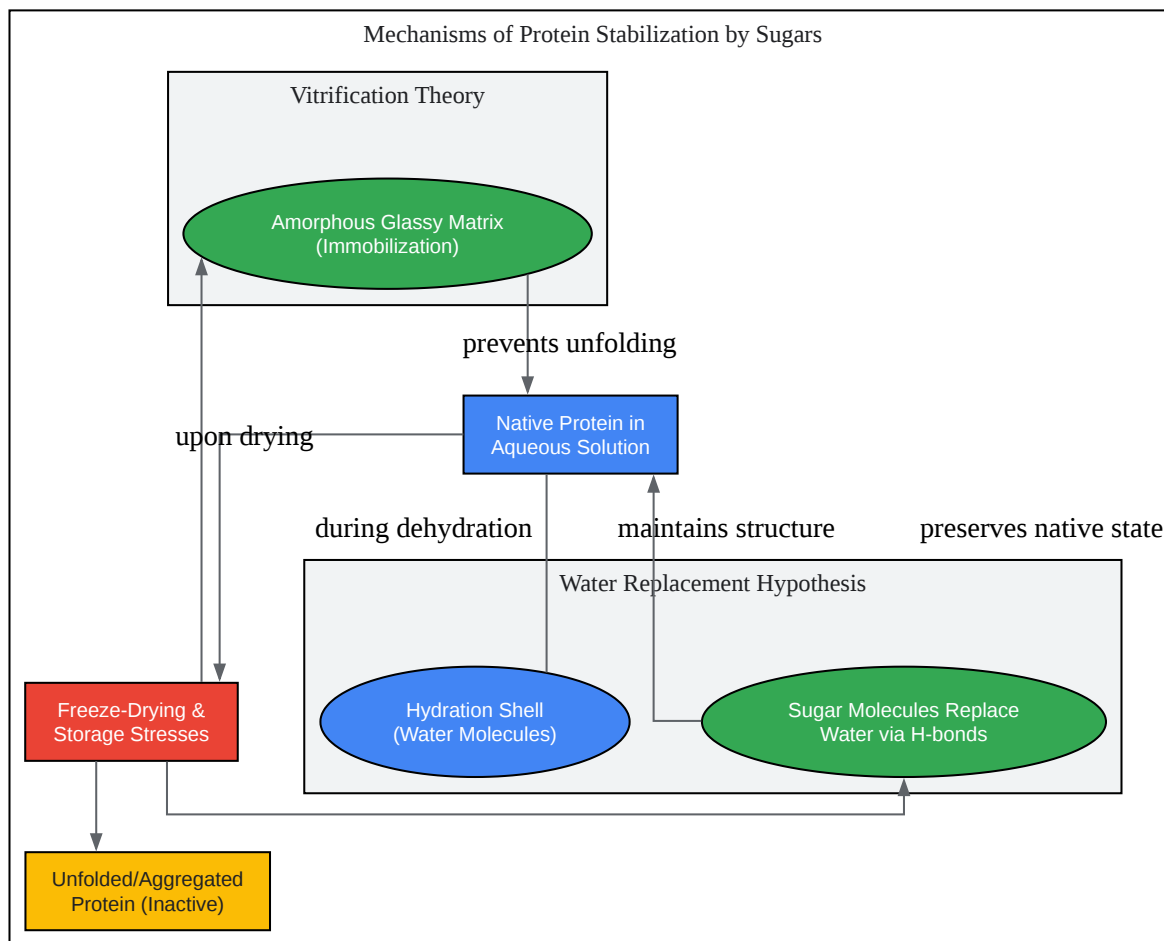 Mechanisms of Protein Stabilization by Sugars
Vitrification Theory
Amorphous Glassy Matrix
(Immobilization)
prevents unfolding
Native Protein in
Aqueous Solution
upon drying
during dehydration
maintains structure
preserves native state
Water Replacement Hypothesis
Freeze-Drying &
Storage Stresses
Hydration Shell
(Water Molecules)
Sugar Molecules Replace
Water via H-bonds
Unfolded/Aggregated
Protein (Inactive)